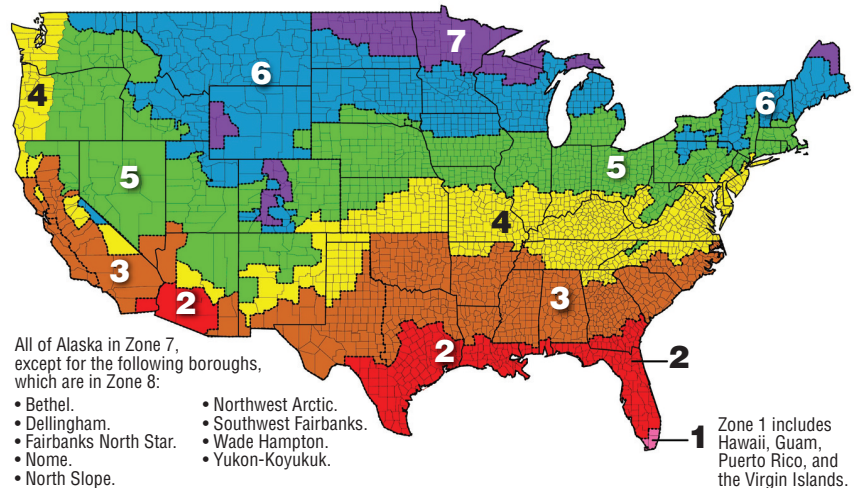 7
6
4
6
5
5
4
3
3
2
2
2
1
All of Alaska in Zone 7,
except for the following boroughs,
which are in Zone 8:
• Bethel.
• Dellingham.
• Fairbanks North Star.
• Nome.
• North Slope.
• Northwest Arctic.
• Southwest Fairbanks.
• Wade Hampton.
• Yukon-Koyukuk.
Zone 1 includes
Hawaii, Guam,
Puerto Rico, and
the Virgin Islands.